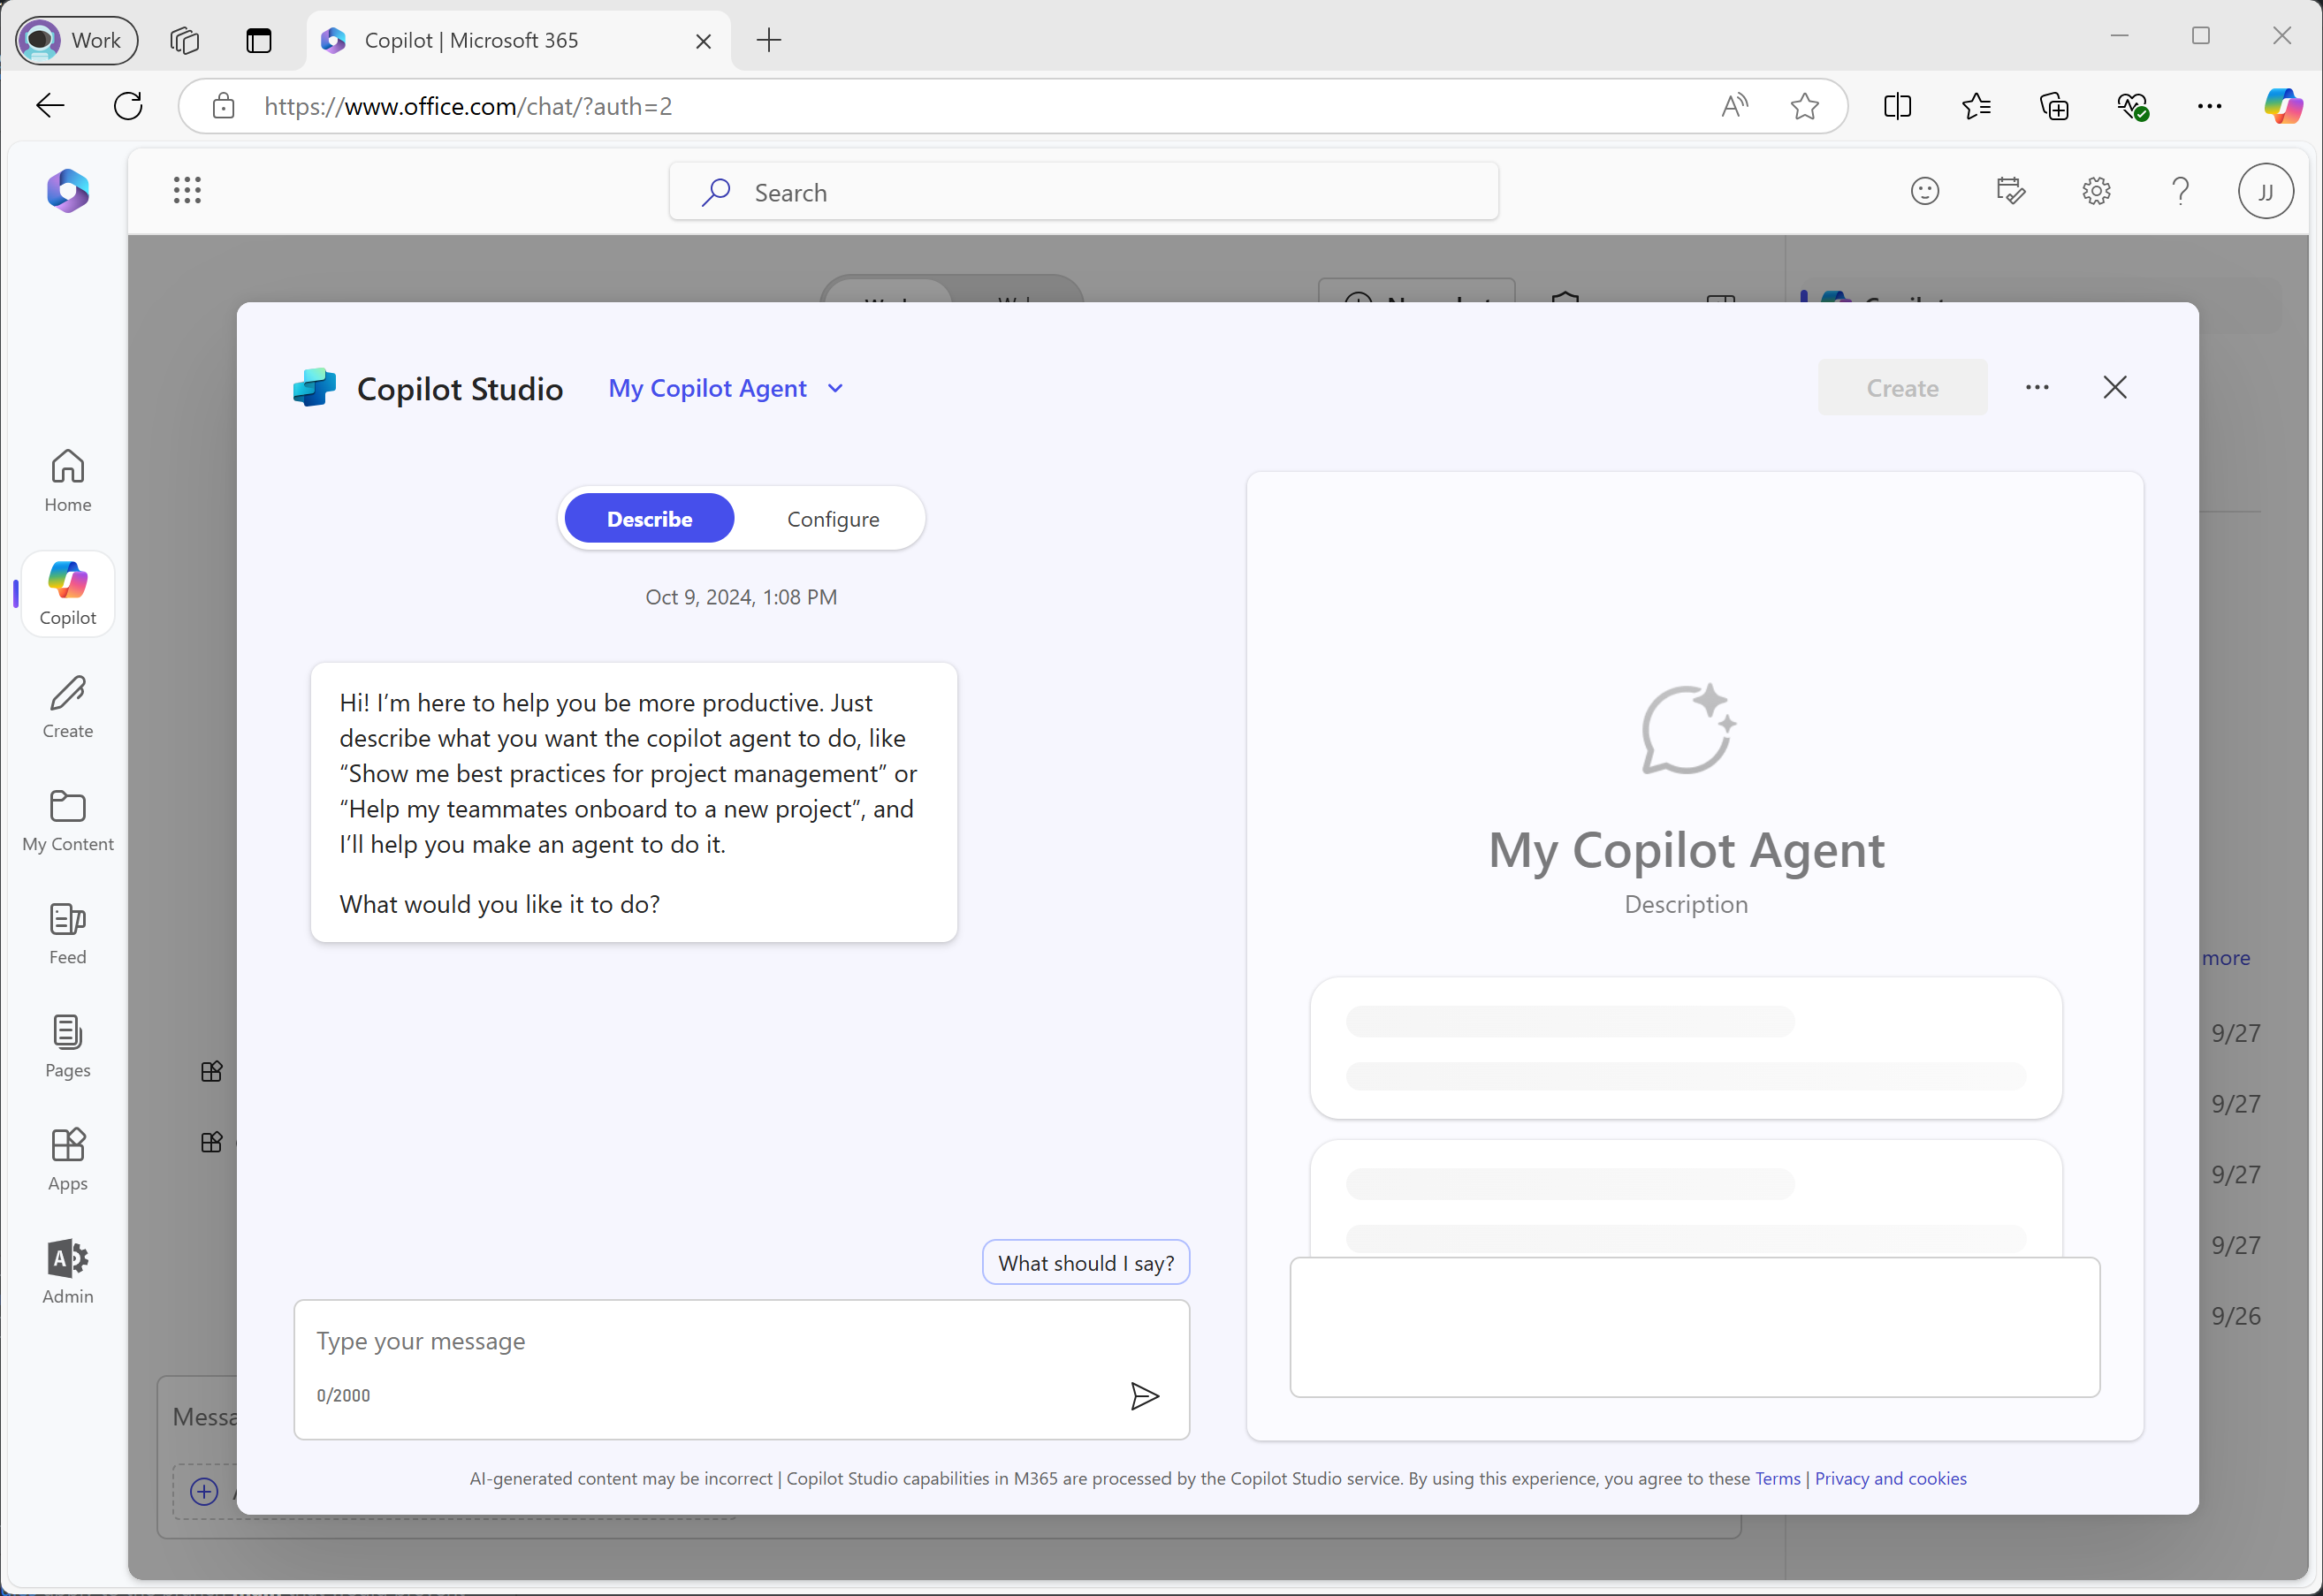 Work
Copilot | Microsoft 365
https://www.office.com/chat/?auth=2
Search
JJ
Home
Copilot
Create
My Content
Feed
Pages
Apps
Admin
Copilot Studio
My Copilot Agent
Create
Describe
Configure
Oct 9, 2024, 1:08 PM
Hi! I’m here to help you be more productive. Just
describe what you want the copilot agent to do, like
“Show me best practices for project management” or
“Help my teammates onboard to a new project”, and
I’ll help you make an agent to do it.
What would you like it to do?
What should I say?
Type your message
0/2000
My Copilot Agent
Description
more
9/27
9/27
9/27
9/27
9/26
AI-generated content may be incorrect | Copilot Studio capabilities in M365 are processed by the Copilot Studio service. By using this experience, you agree to these Terms | Privacy and cookies